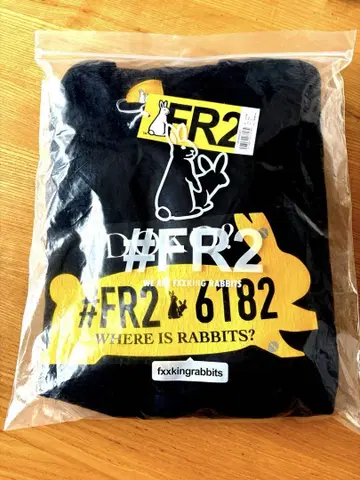 #FR2
#FR2
WE ARE FXXKING RABBITS
#FR2 6182
WHERE IS RABBITS?
fxxkingrabbits